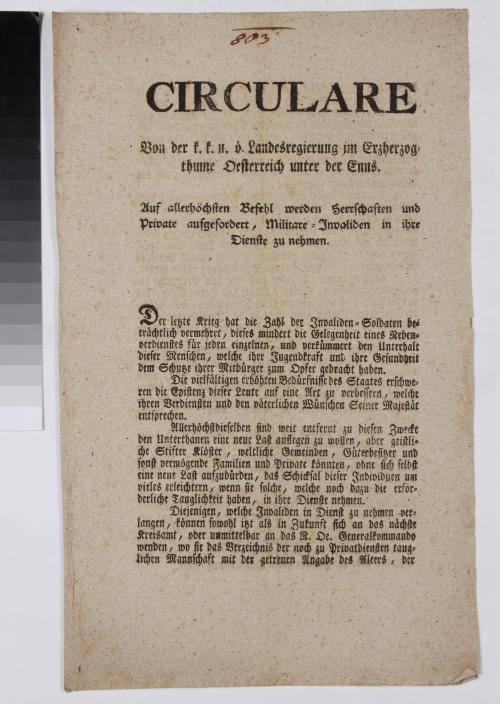 803
CIRCULARE
Von der k. k. n. ö. Landesregierung im Erzherzog-
thume Oesterreich unter der Enns.
Auf allerhöchsten Befehl werden Herrschaften und
Private aufgefordert, Militare-Invaliden in ihre
Dienste zu nehmen.
Der letzte Krieg hat die Zahl der Invaliden-Soldaten be-
trächtlich vermehret, dieses mindert die Gelegenheit eines Neben-
verdienstes für jeden einzelnen, und verkümmert den Unterhalt
dieser Menschen, welche ihre Jugendkraft und ihre Gesundheit
dem Schutze ihrer Mitbürger zum Opfer gebracht haben.
Die vielfältigen erhöhten Bedürfnisse des Staates erschwe-
ren die Existenz dieser Leute auf eine Art zu verbessern, welche
ihren Verdiensten und den väterlichen Wünschen Seiner Majestät
entsprechen.
Allerhöchstdieselben sind weit entfernt zu diesen Zwecke
den Unterthanen eine neue Last auflegen zu wollen, aber geistli-
che Stifter Klöster, weltliche Gemeinden, Güterbesitzer und
sonst vermögende Familien und Private könnten, ohne sich selbst
eine neue Last aufzubürden, das Schicksal dieser Individuen um
vieles erleichtern, wenn sie solche, welche noch dazu die erfor-
derliche Tauglichkeit haben, in ihre Dienste nehmen.
Diejenigen, welche Invaliden in Dienst zu nehmen ver-
langen, können sowohl itzt als in Zukunft sich an das nächste
Kreisamt, oder unmittelbar an das N. Oe. Generalkommando
wenden, wo sie das Verzeichnis der noch zu Privatdiensten taug-
lichen Mannschaft mit der getreuen Angabe des Alters, der